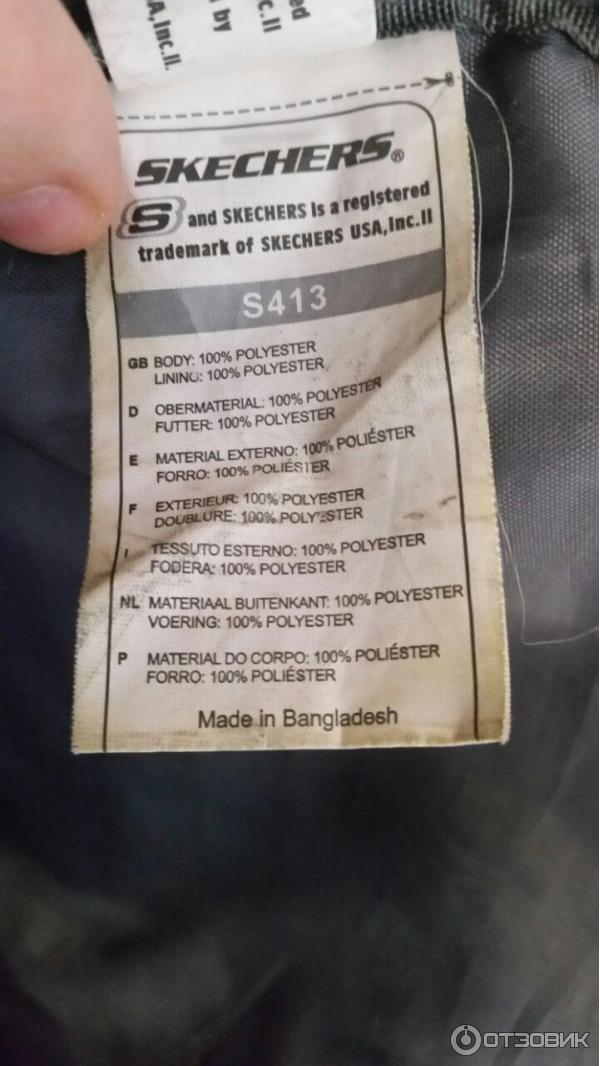 by
A,Inc.II.
SKECHERS®
S and SKECHERS is a registered
trademark of SKECHERS USA,Inc.II
S413
GB BODY: 100% POLYESTER
LINING: 100% POLYESTER
D OBERMATERIAL: 100% POLYESTER
FUTTER: 100% POLYESTER
E MATERIAL EXTERNO: 100% POLIÉSTER
FORRO: 100% POLIÉSTER
F EXTERIEUR: 100% POLYESTER
DOUBLURE: 100% POLYESTER
I TESSUTO ESTERNO: 100% POLYESTER
FODERA: 100% POLYESTER
NL MATERIAAL BUITENKANT: 100% POLYESTER
VOERING: 100% POLYESTER
P MATERIAL DO CORPO: 100% POLIÉSTER
FORRO: 100% POLIÉSTER
Made in Bangladesh
ОТЗОВИК